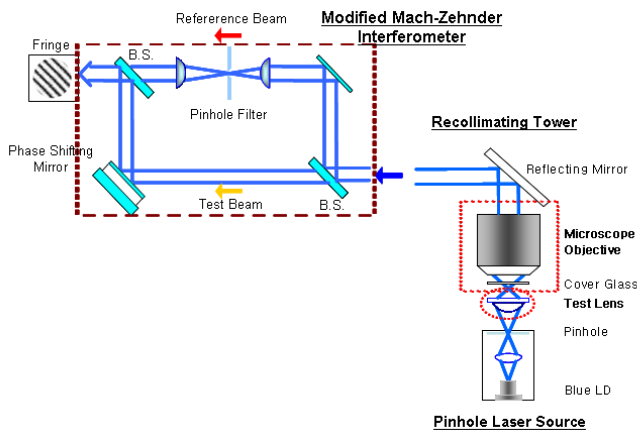 Modified Mach-Zehnder
Interferometer
Refererence Beam
Fringe
B.S.
Pinhole Filter
Phase Shifting
Mirror
Test Beam
B.S.
Recollimating Tower
Reflecting Mirror
Microscope
Objective
Cover Glass
Test Lens
Pinhole
Blue LD
Pinhole Laser Source